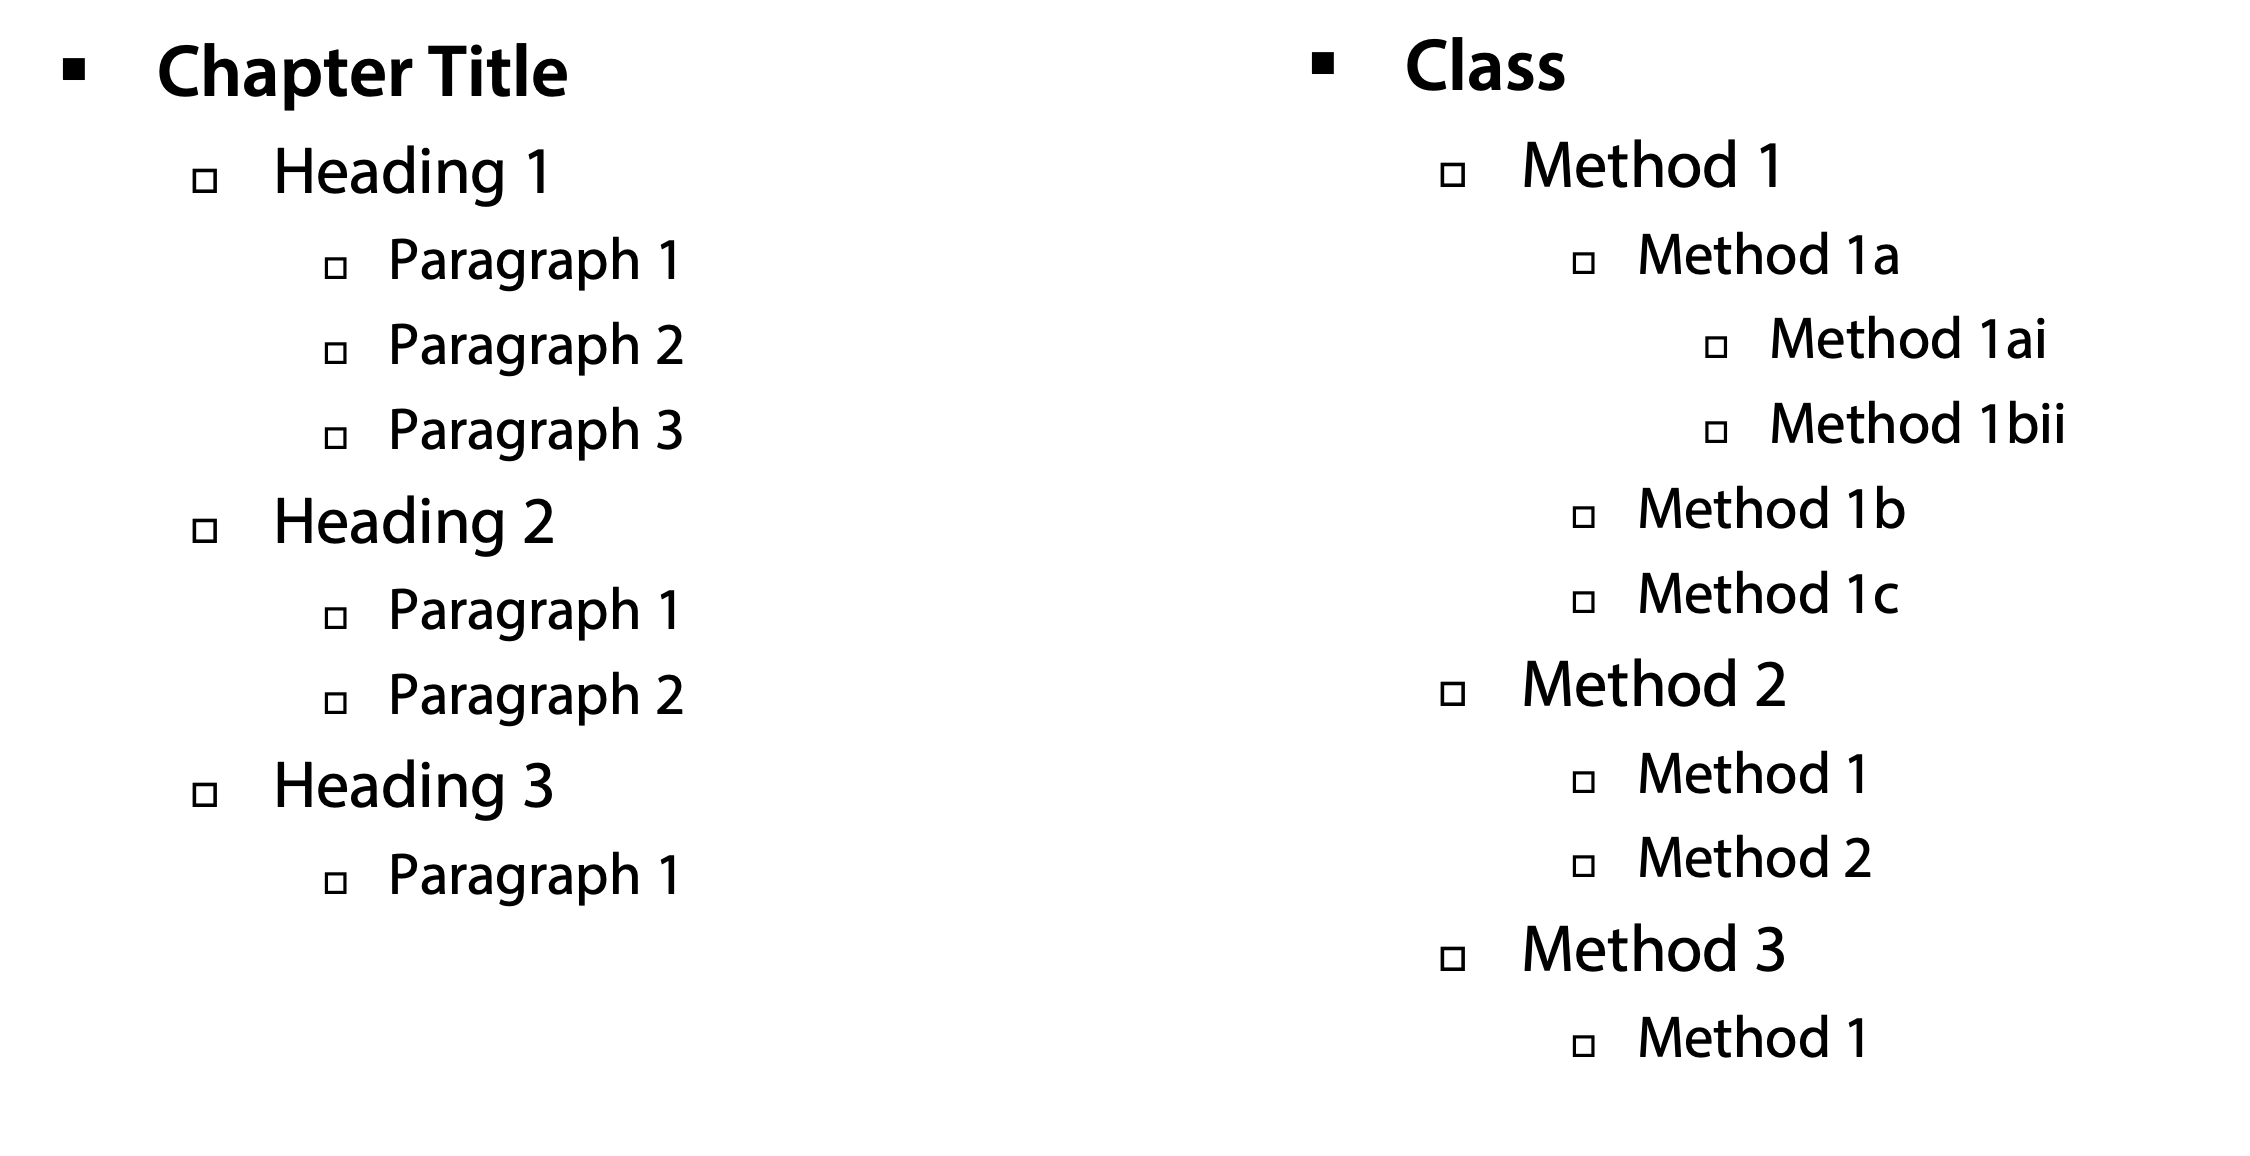 ▪ Chapter Title
▫ Heading 1
▫ Paragraph 1
▫ Paragraph 2
▫ Paragraph 3
▫ Heading 2
▫ Paragraph 1
▫ Paragraph 2
▫ Heading 3
▫ Paragraph 1
▪ Class
▫ Method 1
▫ Method 1a
▫ Method 1ai
▫ Method 1bii
▫ Method 1b
▫ Method 1c
▫ Method 2
▫ Method 1
▫ Method 2
▫ Method 3
▫ Method 1